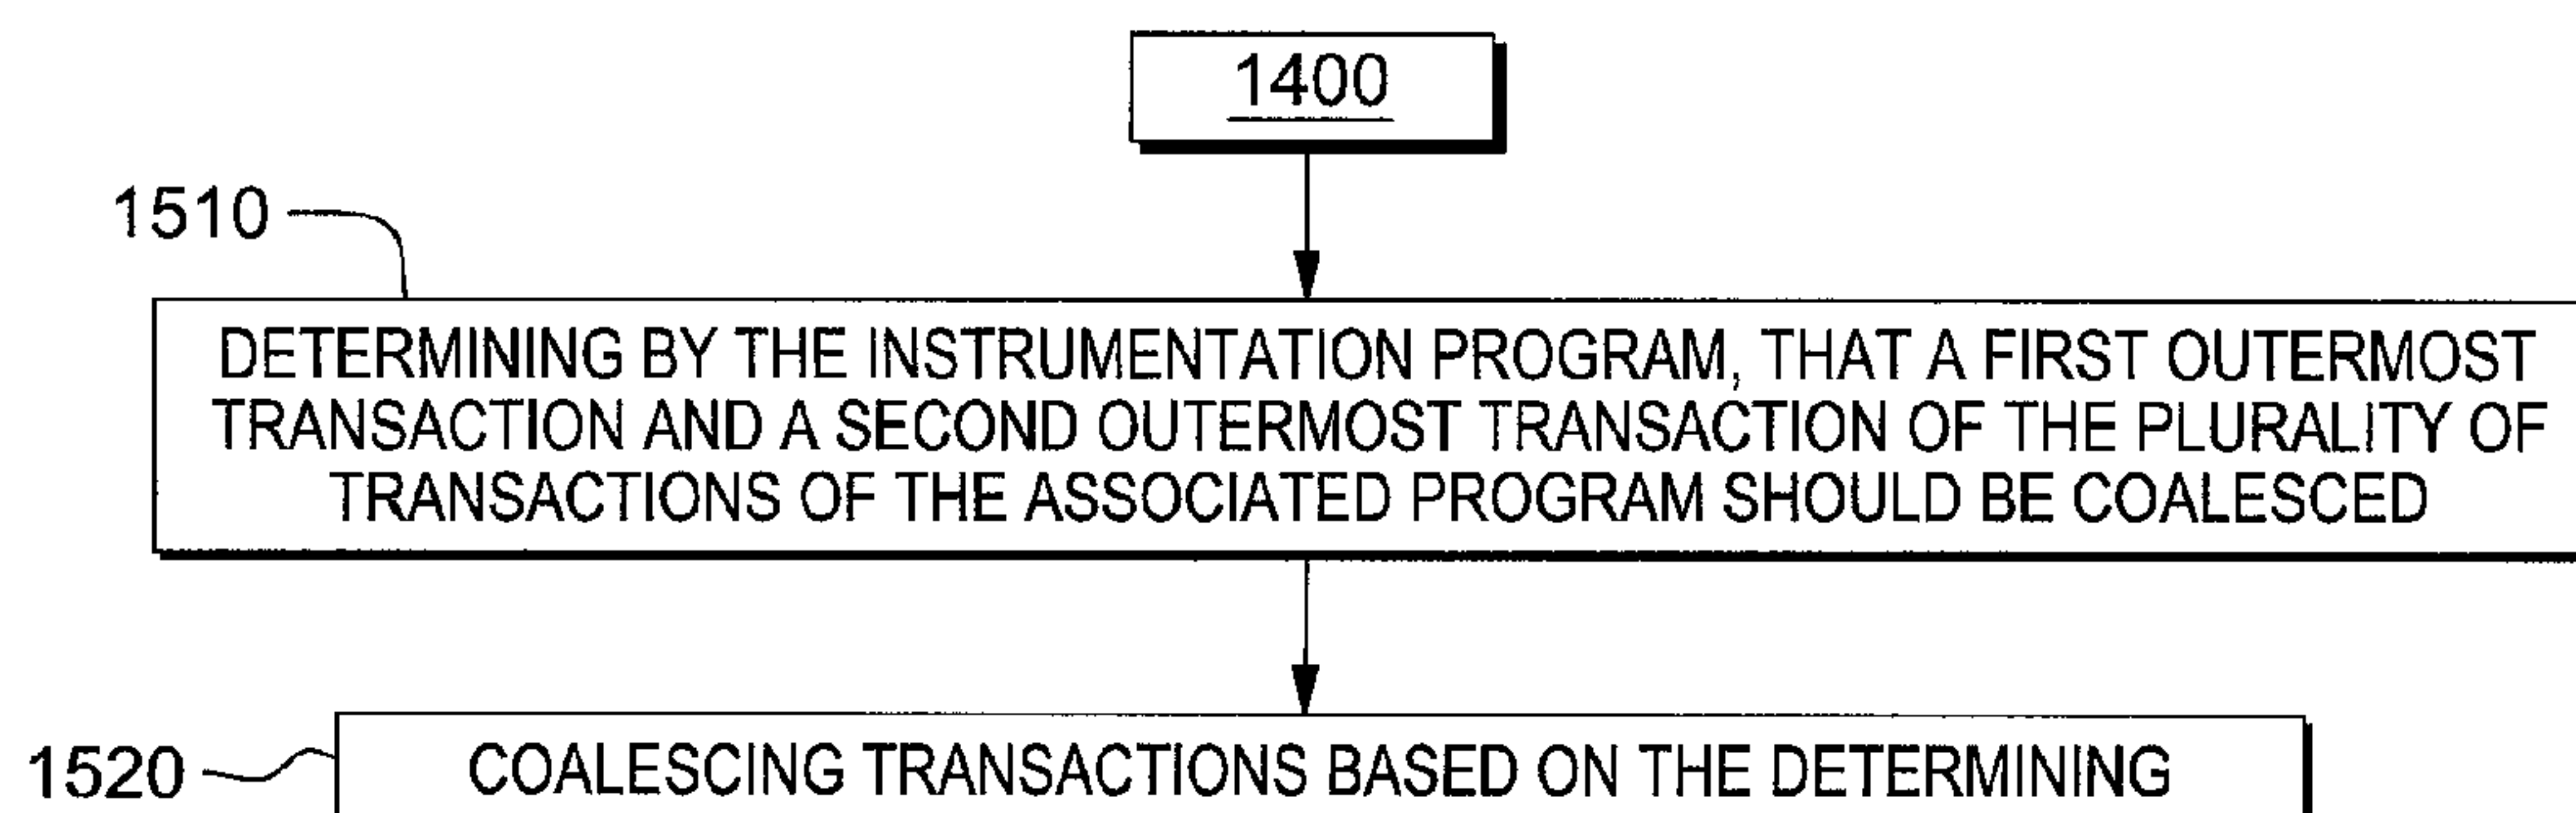 1400
1510
DETERMINING BY THE INSTRUMENTATION PROGRAM, THAT A FIRST OUTERMOST
TRANSACTION AND A SECOND OUTERMOST TRANSACTION OF THE PLURALITY OF
TRANSACTIONS OF THE ASSOCIATED PROGRAM SHOULD BE COALESCED
1520
COALESCING TRANSACTIONS BASED ON THE DETERMINING